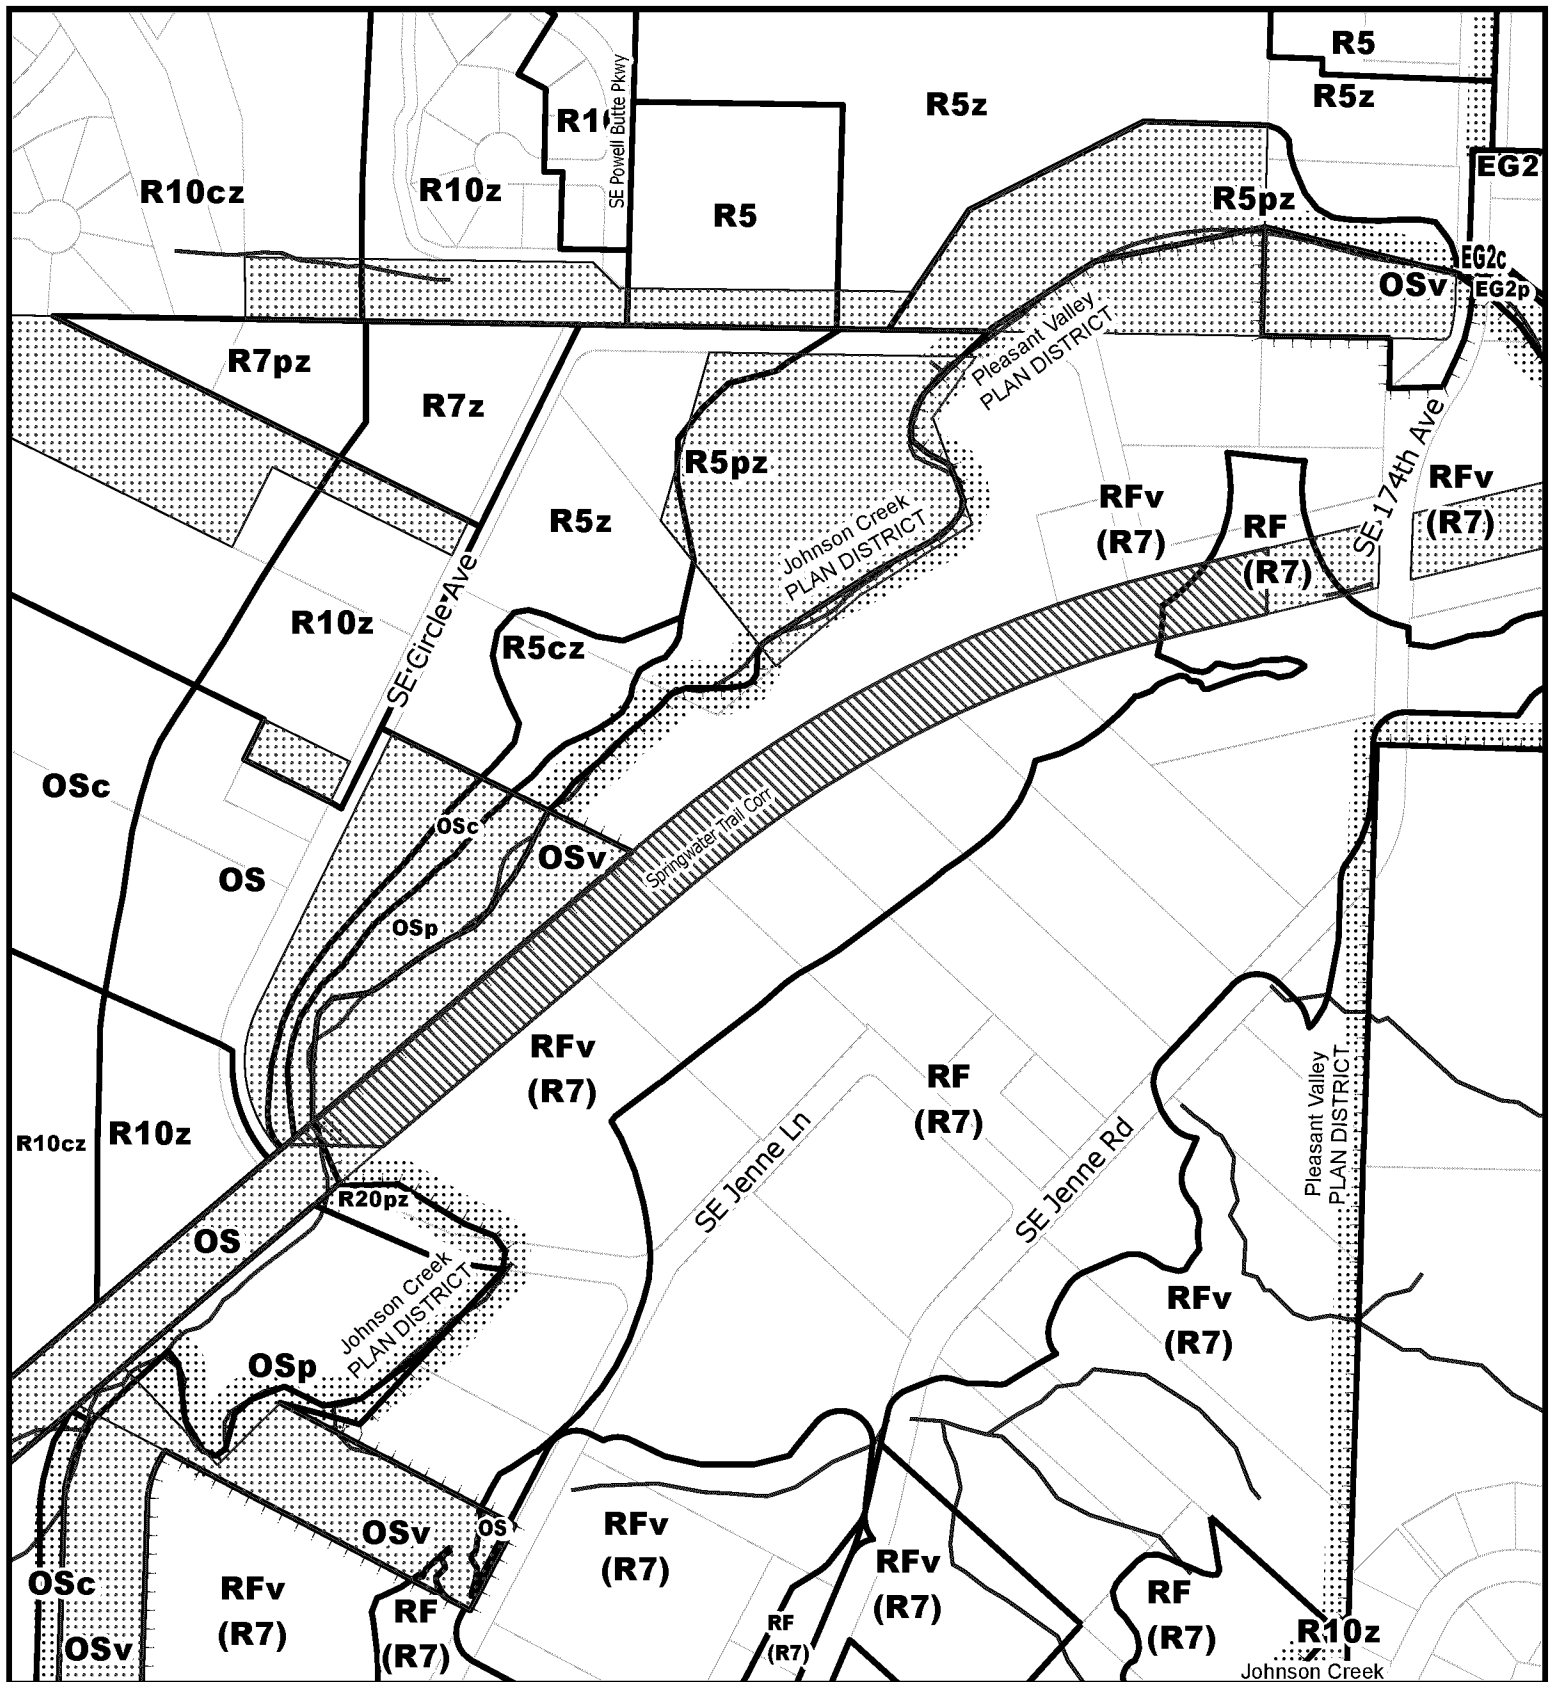 R5
R5z
R5z
R10
SE Powell Butte Pkwy
EG2
R10cz
R10z
R5
R5pz
EG2c
OSv
EG2p
Pleasant Valley
PLAN DISTRICT
R7pz
R7z
SE 174th Ave
R5pz
RFv
(R7)
RFv
(R7)
RF
(R7)
R5z
Johnson Creek
PLAN DISTRICT
SE Circle Ave
R10z
R5cz
OSc
Springwater Trail Corr
OSc
OSv
OS
OSp
RFv
(R7)
RF
(R7)
Pleasant Valley
PLAN DISTRICT
R10cz
R10z
SE Jenne Ln
SE Jenne Rd
R20pz
OS
Johnson Creek
PLAN DISTRICT
RFv
(R7)
OSp
OSv
OS
RFv
(R7)
RFv
(R7)
OSc
RFv
(R7)
RF
(R7)
RF
(R7)
RF
(R7)
R10z
OSv
Johnson Creek